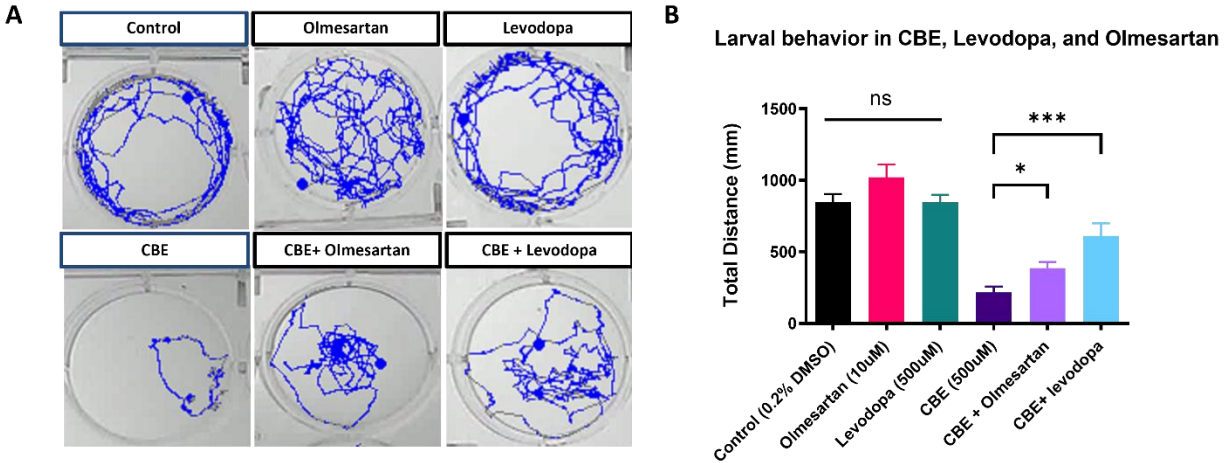 A
Control
Olmesartan
Levodopa
CBE
CBE+ Olmesartan
CBE + Levodopa
B
Larval behavior in CBE, Levodopa, and Olmesartan
Total Distance (mm)
1500
1000
500
0
ns
*
***
Control (0.2% DMSO)
Olmesartan (10uM)
Levodopa (500uM)
CBE (500uM)
CBE + Olmesartan
CBE+ levodopa